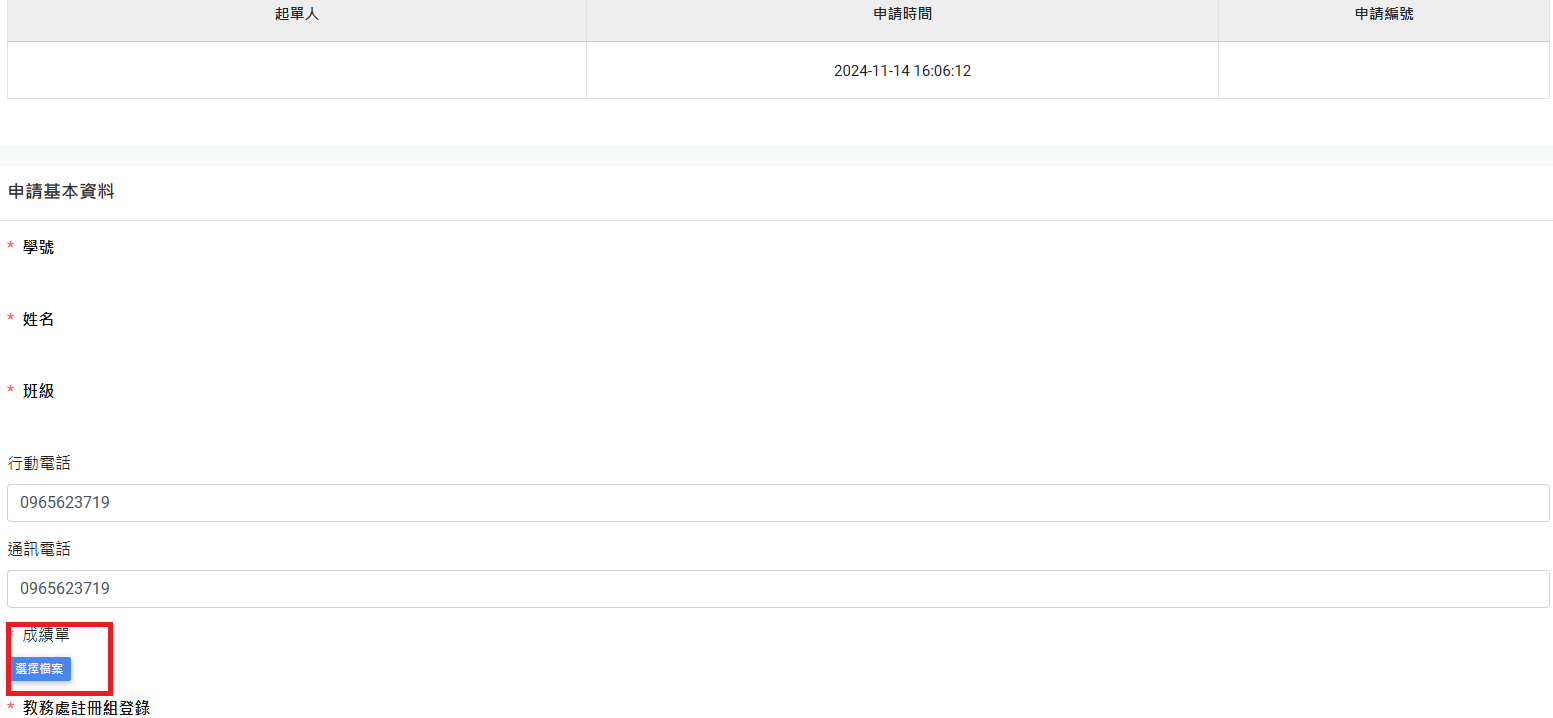 起單人 申請時間 申請編號
2024-11-14 16:06:12
申請基本資料
* 學號
* 姓名
* 班級
行動電話
0965623719
通訊電話
0965623719
* 成績單
選擇檔案
* 教務處註冊組登錄